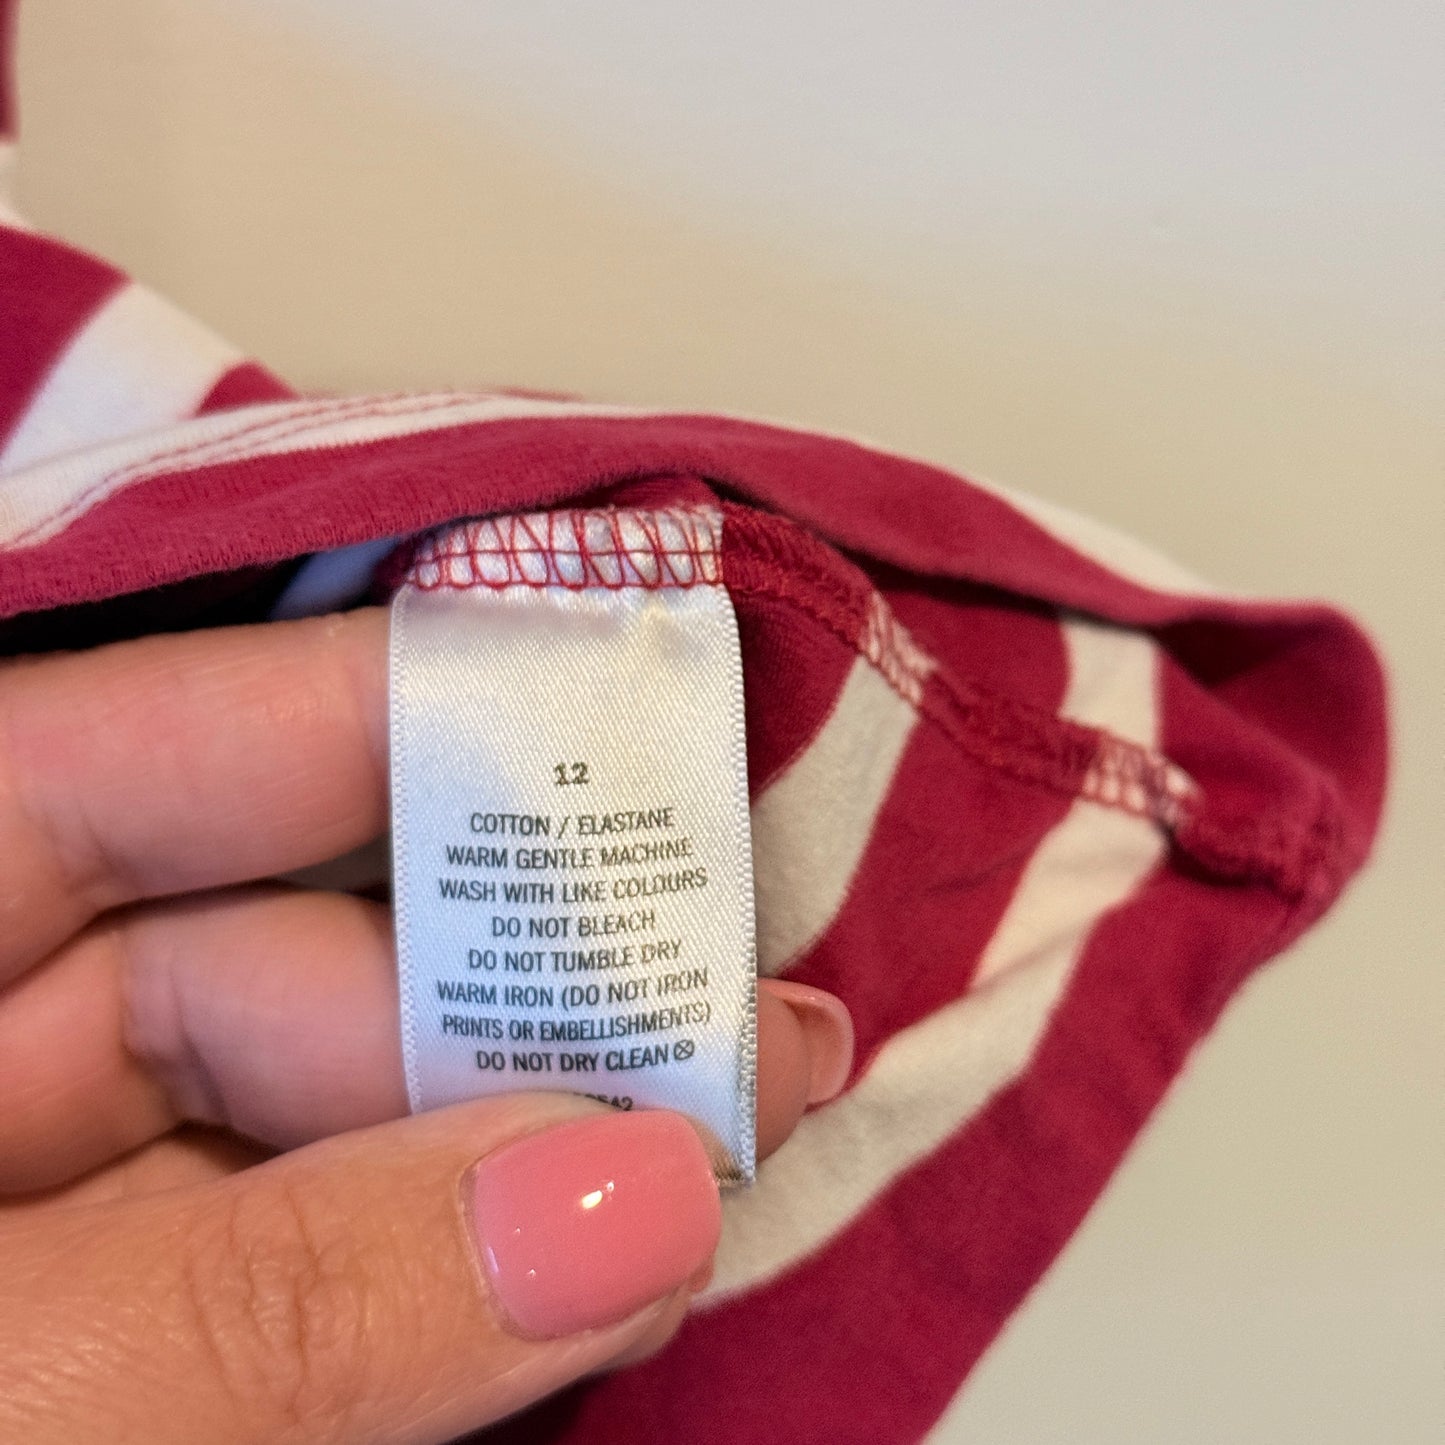 12
COTTON / ELASTANE
WARM GENTLE MACHINE
WASH WITH LIKE COLOURS
DO NOT BLEACH
DO NOT TUMBLE DRY
WARM IRON (DO NOT IRON
PRINTS OR EMBELLISHMENTS)
DO NOT DRY CLEAN